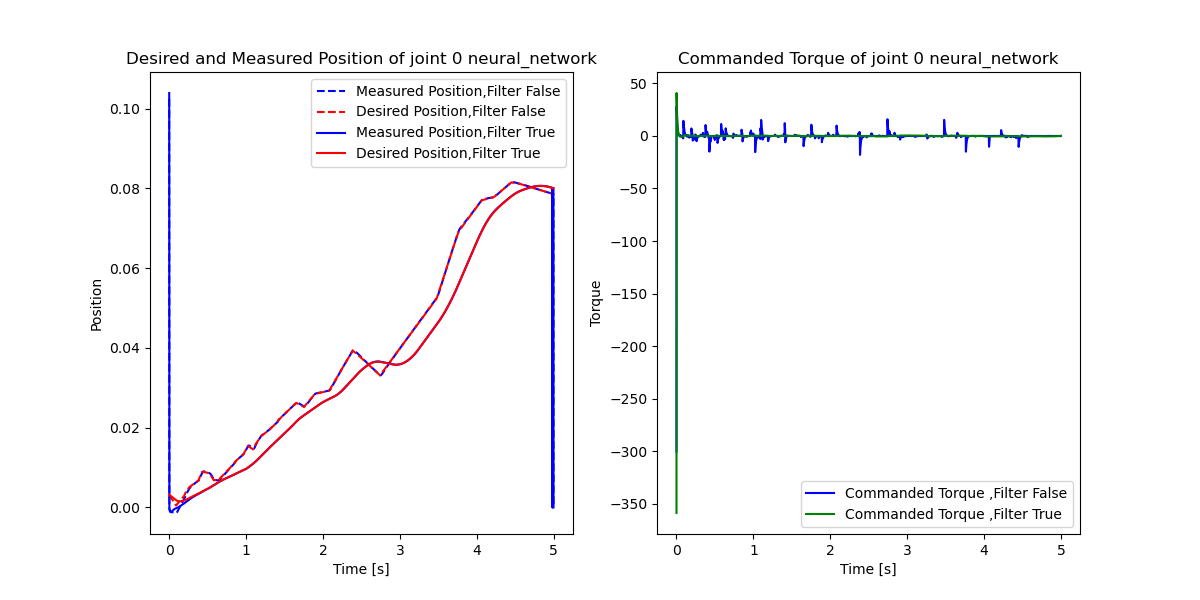 Desired and Measured Position of joint 0 neural_network
Measured Position,Filter False
Desired Position,Filter False
Measured Position,Filter True
Desired Position,Filter True
0.10
0.08
0.06
0.04
0.02
0.00
Position
0 1 2 3 4 5
Time [s]
Commanded Torque of joint 0 neural_network
50
0
−50
−100
−150
−200
−250
−300
−350
Torque
Commanded Torque ,Filter False
Commanded Torque ,Filter True
0 1 2 3 4 5
Time [s]